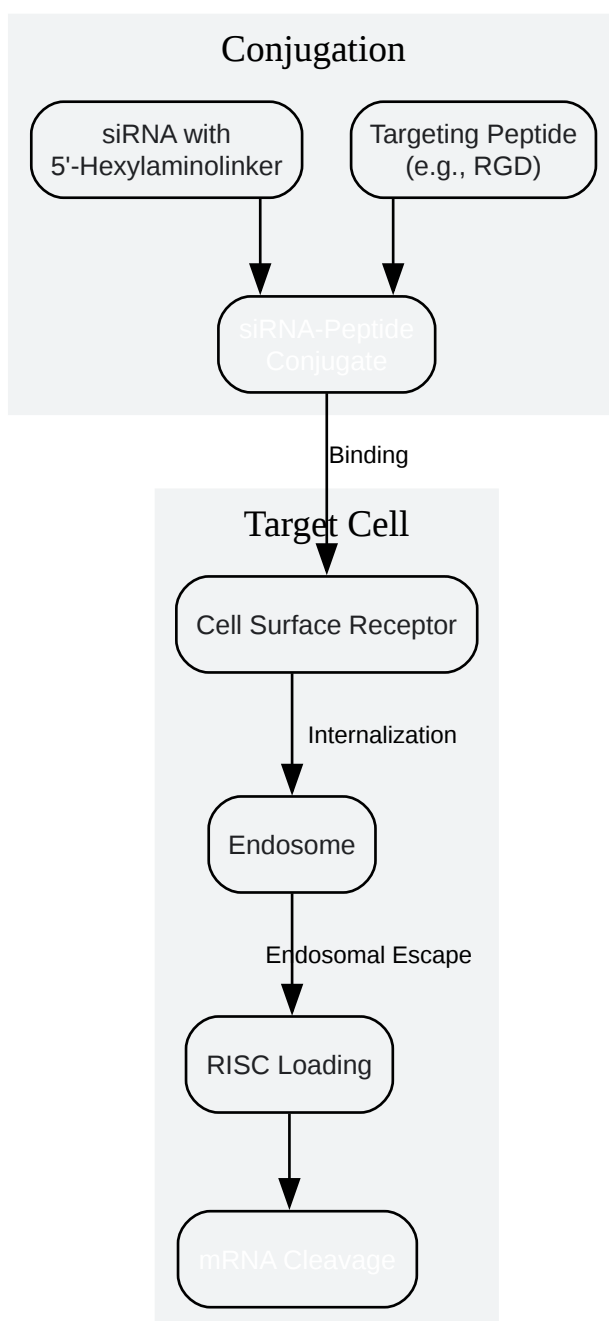 Conjugation
siRNA with
5'-Hexylaminolinker
Targeting Peptide
(e.g., RGD)
siRNA-Peptide
Conjugate
Binding
Target Cell
Cell Surface Receptor
Internalization
Endosome
Endosomal Escape
RISC Loading
mRNA Cleavage